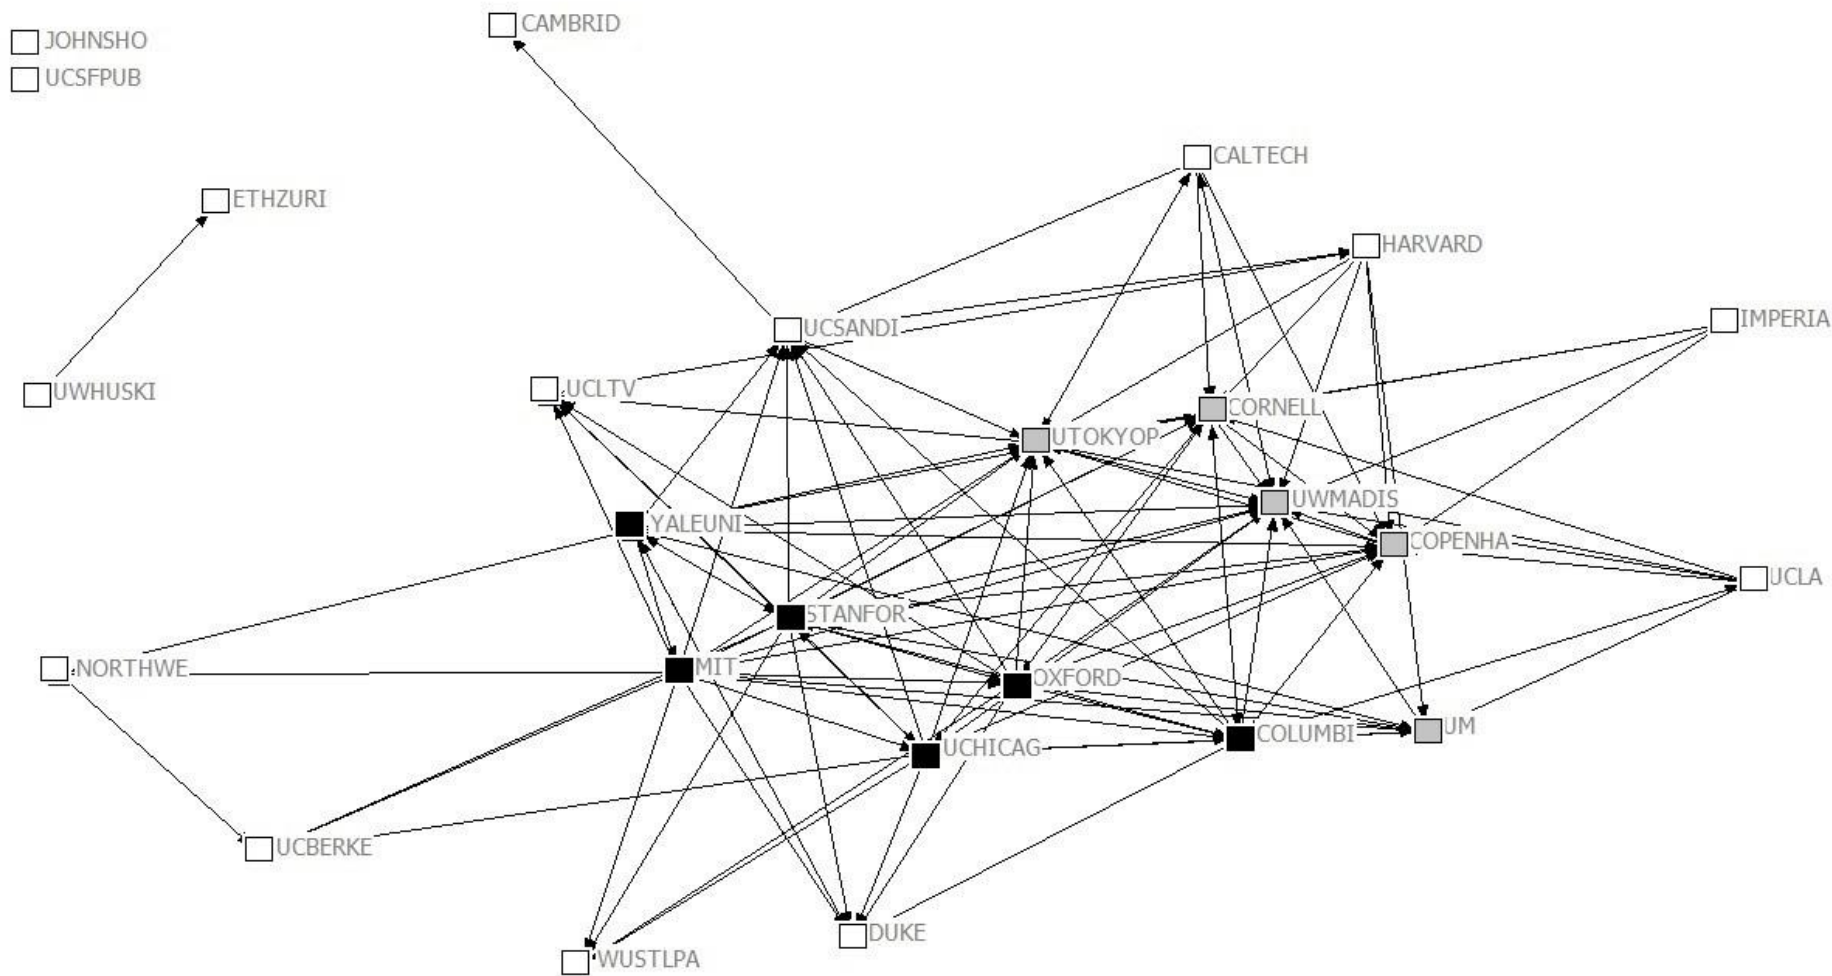 CAMBRID
JOHNSHO
UCSFPUB
CALTECH
ETHZURI
HARVARD
IMPERIA
UCSANDI
UWHUSKI
UCLTV
CORNELL
UTOKYOP
UWMADIS
YALEUNI
COPENHA
UCLA
STANFOR
NORTHWE
MIT
OXFORD
UM
COLUMBI
UCHICAG
UCBERKE
DUKE
WUSTLPA